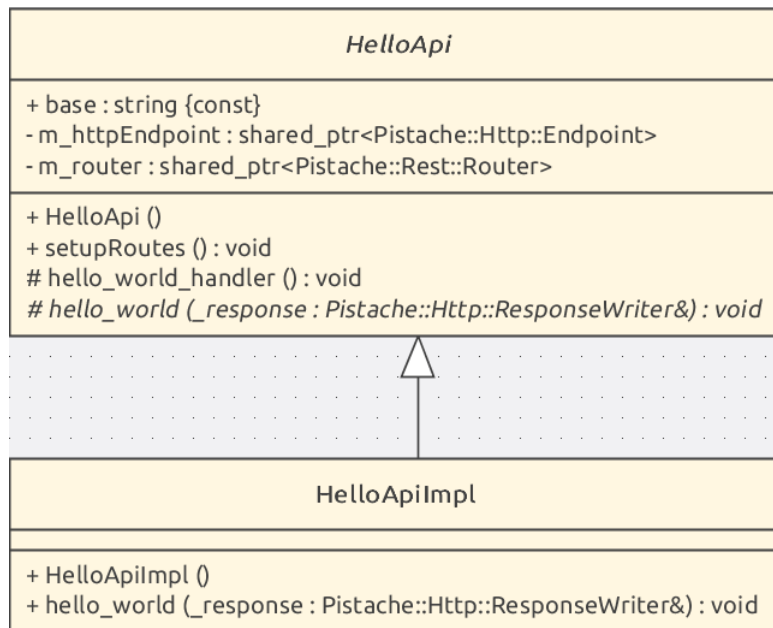 HelloApi
+ base : string {const}
- m_httpEndpoint : shared_ptr<Pistache::Http::Endpoint>
- m_router : shared_ptr<Pistache::Rest::Router>
+ HelloApi ()
+ setupRoutes () : void
# hello_world_handler () : void
# hello_world (_response : Pistache::Http::ResponseWriter&) : void
HelloApiImpl
+ HelloApiImpl ()
+ hello_world (_response : Pistache::Http::ResponseWriter&) : void